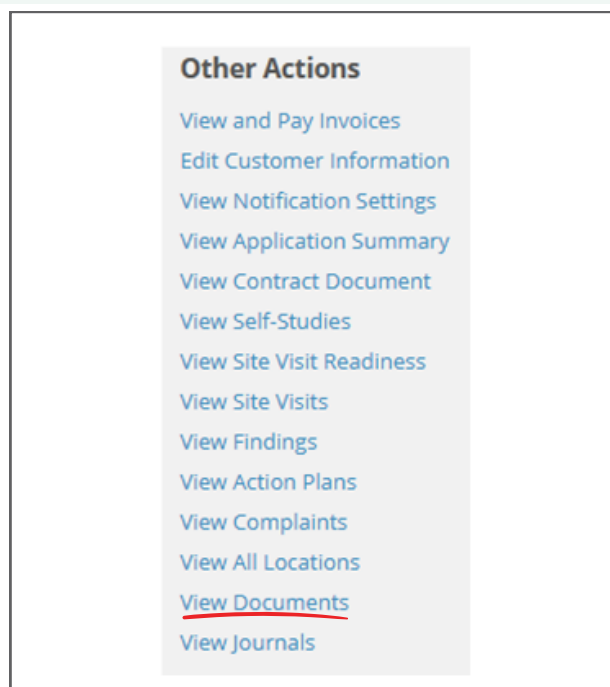 Other Actions
View and Pay Invoices
Edit Customer Information
View Notification Settings
View Application Summary
View Contract Document
View Self-Studies
View Site Visit Readiness
View Site Visits
View Findings
View Action Plans
View Complaints
View All Locations
View Documents
View Journals